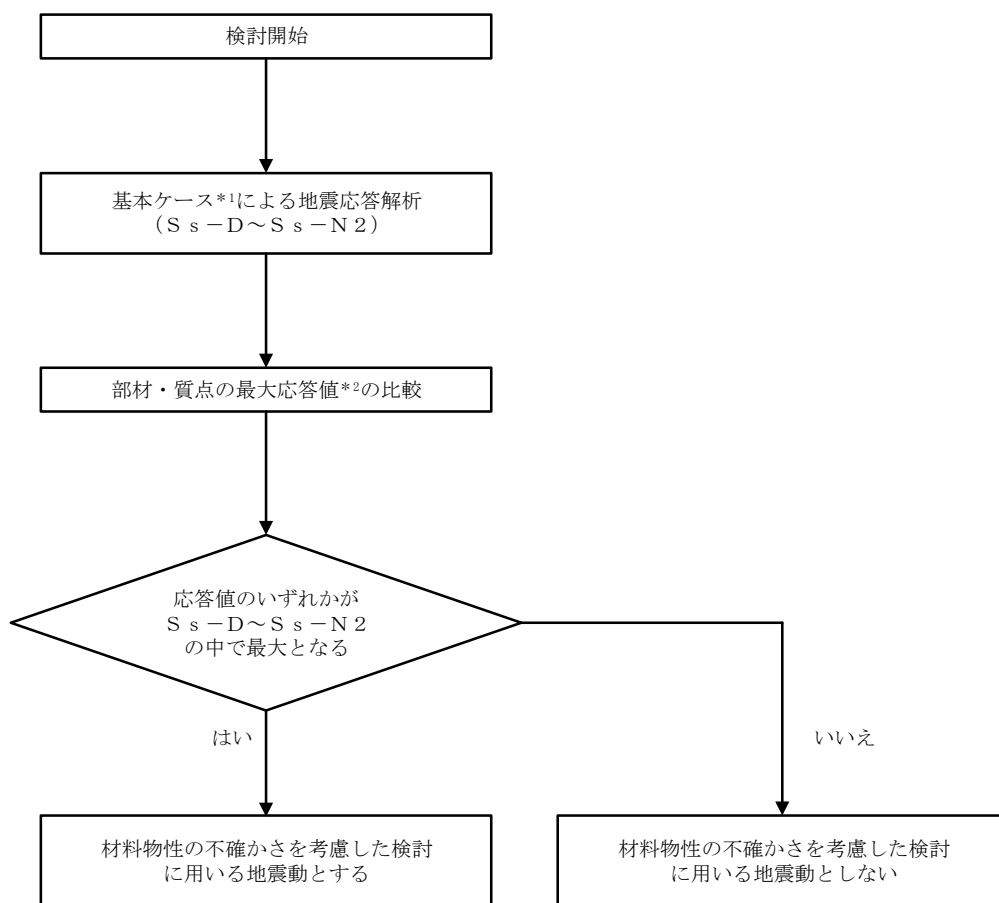 検討開始
基本ケース*1による地震応答解析
（Ｓｓ－Ｄ～Ｓｓ－Ｎ２）
部材・質点の最大応答値*2の比較
応答値のいずれかが
Ｓｓ－Ｄ～Ｓｓ－Ｎ２
の中で最大となる
はい
いいえ
材料物性の不確かさを考慮した検討
に用いる地震動とする
材料物性の不確かさを考慮した検討
に用いる地震動としない